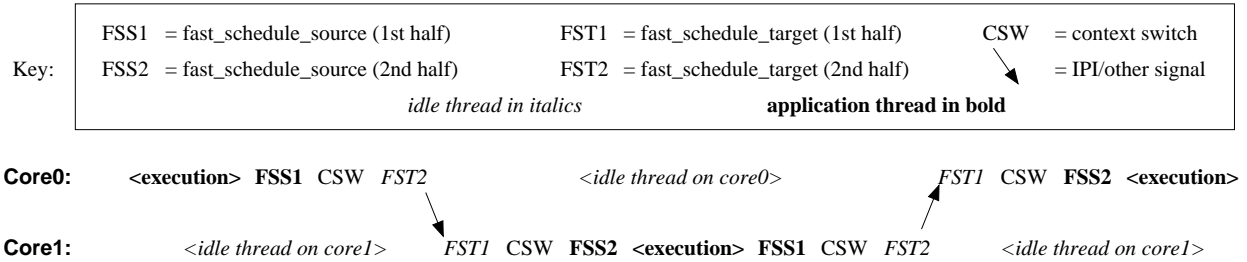 FSS1 = fast_schedule_source (1st half) FST1 = fast_schedule_target (1st half) CSW = context switch
Key: FSS2 = fast_schedule_source (2nd half) FST2 = fast_schedule_target (2nd half) = IPI/other signal
idle thread in italics application thread in bold
Core0: <execution> FSS1 CSW FST2 <idle thread on core0> FST1 CSW FSS2 <execution>
Core1: <idle thread on core1> FST1 CSW FSS2 <execution> FSS1 CSW FST2 <idle thread on core1>